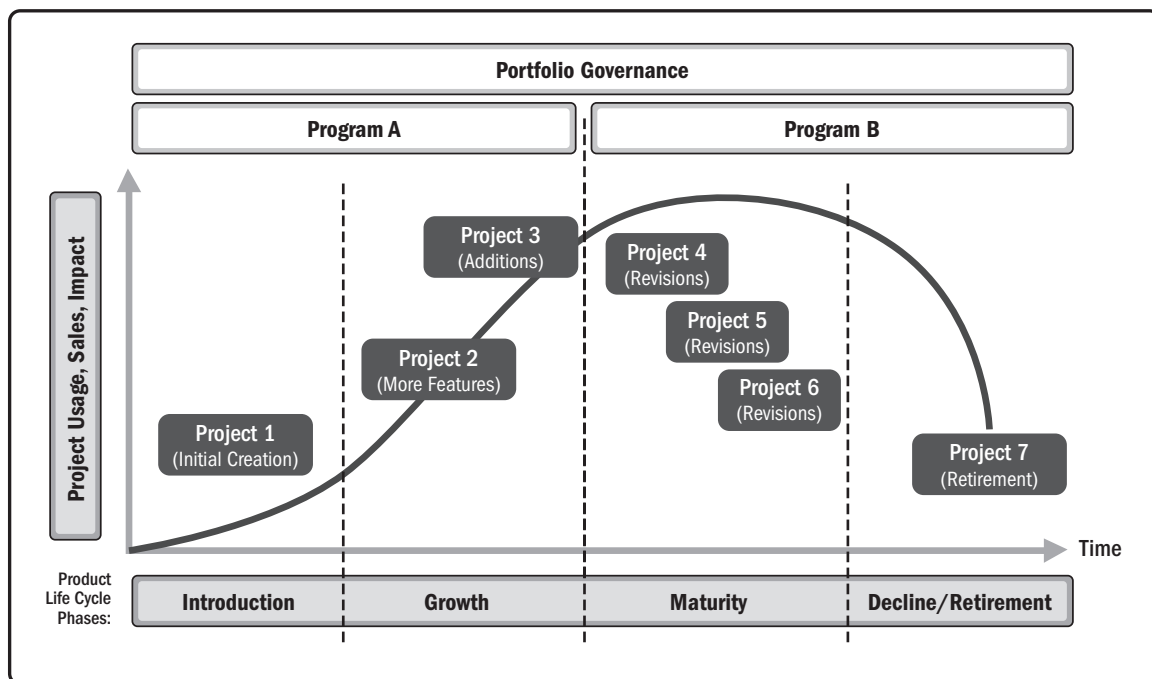 Portfolio Governance
Program A
Program B
Project Usage, Sales, Impact
Project 3
(Additions)
Project 4
(Revisions)
Project 5
(Revisions)
Project 2
(More Features)
Project 6
(Revisions)
Project 1
(Initial Creation)
Project 7
(Retirement)
Time
Product
Life Cycle
Phases:
Introduction
Growth
Maturity
Decline/Retirement